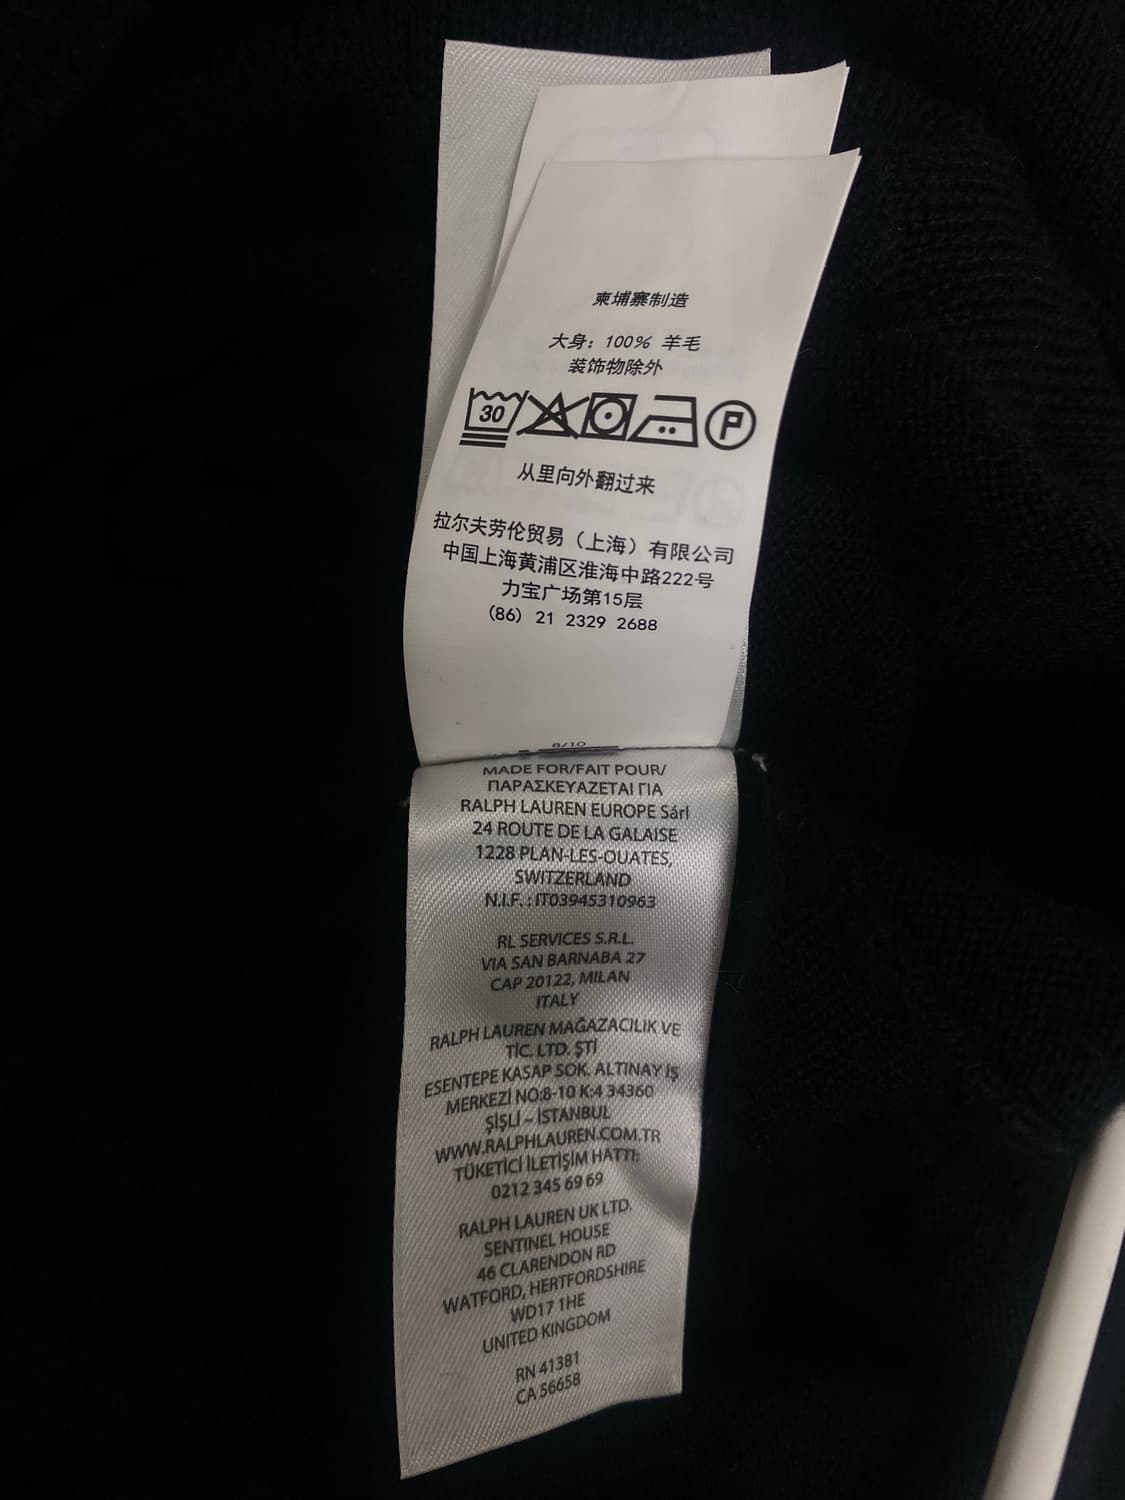 柬埔寨制造
大身：100% 羊毛
装饰物除外
30
P
从里向外翻过来
拉尔夫劳伦贸易（上海）有限公司
中国上海黄浦区淮海中路222号
力宝广场第15层
(86) 21 2329 2688
8/10
MADE FOR/FAIT POUR/
ΠΑΡΑΣΚΕΥΑΖΕΤΑΙ ΓΙΑ
RALPH LAUREN EUROPE Sárl
24 ROUTE DE LA GALAISE
1228 PLAN-LES-OUATES,
SWITZERLAND
N.I.F. : IT03945310963
RL SERVICES S.R.L.
VIA SAN BARNABA 27
CAP 20122, MILAN
ITALY
RALPH LAUREN MAĞAZACILIK VE
TİC. LTD. ŞTİ
ESENTEPE KASAP SOK. ALTINAY İŞ
MERKEZİ NO:8-10 K:4 34360
ŞİŞLİ – İSTANBUL
WWW.RALPHLAUREN.COM.TR
TÜKETİCİ İLETİŞİM HATTI:
0212 345 69 69
RALPH LAUREN UK LTD.
SENTINEL HOUSE
46 CLARENDON RD
WATFORD, HERTFORDSHIRE
WD17 1HE
UNITED KINGDOM
RN 41381
CA 56658